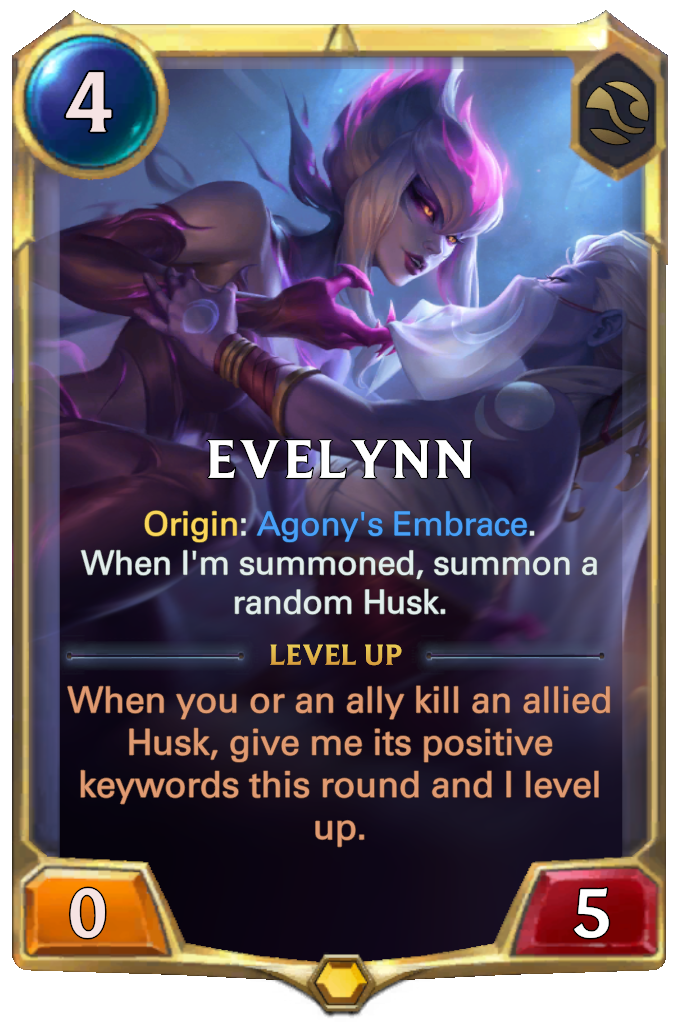 4
EVELYNN
Origin: Agony's Embrace.
When I'm summoned, summon a
random Husk.
LEVEL UP
When you or an ally kill an allied
Husk, give me its positive
keywords this round and I level
up.
0
5